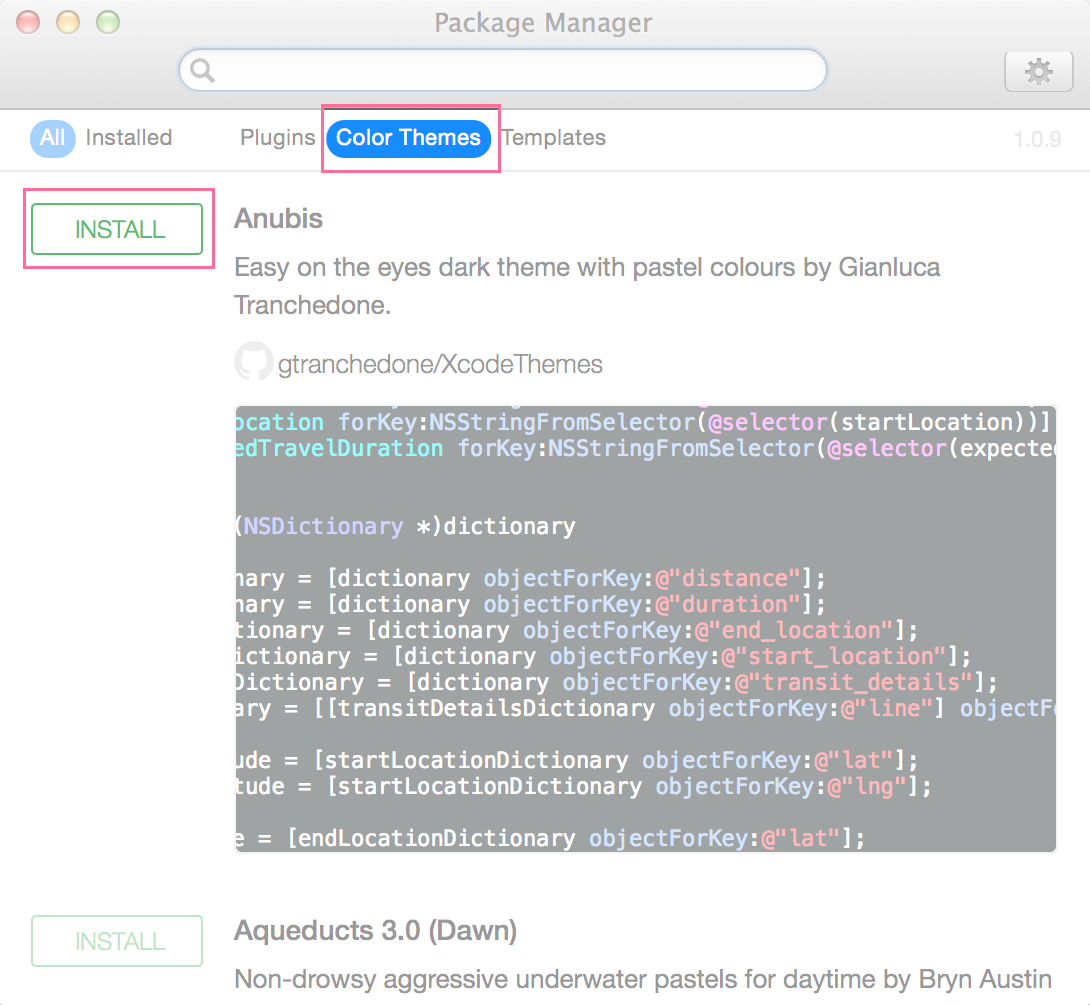 Package Manager
All Installed Plugins Color Themes Templates 1.0.9
INSTALL
Anubis
Easy on the eyes dark theme with pastel colours by Gianluca
Tranchedone.
gtranchedone/XcodeThemes
ocation forKey:NSStringFromSelector(@selector(startLocation))]
edTravelDuration forKey:NSStringFromSelector(@selector(expecte
(NSDictionary *)dictionary
nary = [dictionary objectForKey:@"distance"];
nary = [dictionary objectForKey:@"duration"];
tionary = [dictionary objectForKey:@"end_location"];
ictionary = [dictionary objectForKey:@"start_location"];
Dictionary = [dictionary objectForKey:@"transit_details"];
ary = [[transitDetailsDictionary objectForKey:@"line"] objectFo
ude = [startLocationDictionary objectForKey:@"lat"];
tude = [startLocationDictionary objectForKey:@"lng"];
e = [endLocationDictionary objectForKey:@"lat"];
INSTALL
Aqueducts 3.0 (Dawn)
Non-drowsy aggressive underwater pastels for daytime by Bryn Austin